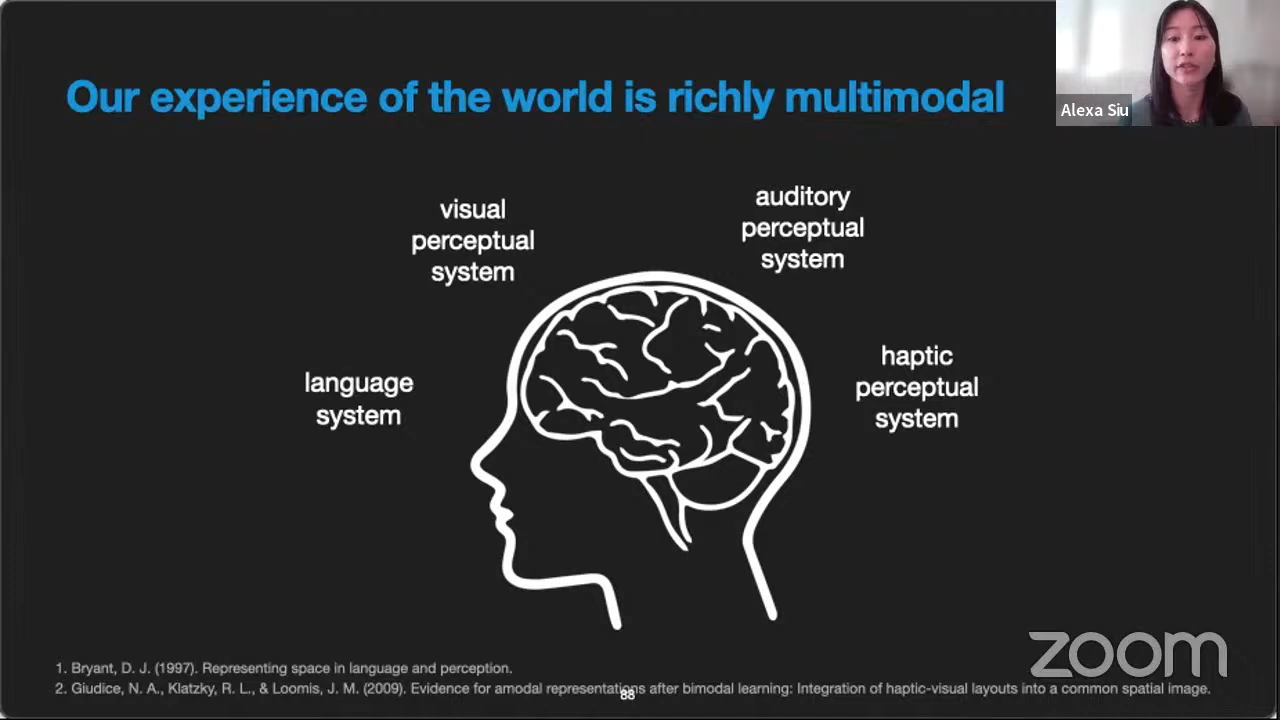 Our experience of the world is richly multimodal
Alexa Siu
visual
perceptual
system
auditory
perceptual
system
language
system
haptic
perceptual
system
1. Bryant, D. J. (1997). Representing space in language and perception.
2. Giudice, N. A., Klatzky, R. L., & Loomis, J. M. (2009). Evidence for amodal representations after bimodal learning: Integration of haptic-visual layouts into a common spatial image.
88
zoom